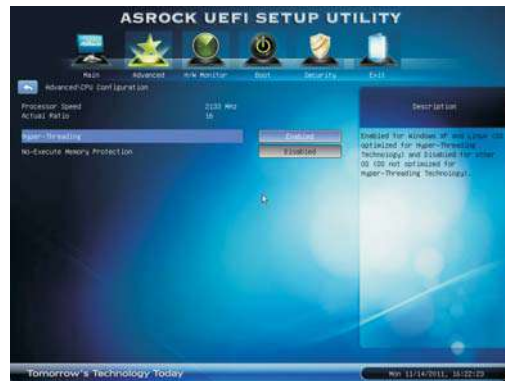 ASROCK UEFI SETUP UTILITY
Main Advanced H/W Monitor Boot Security Exit
Advanced\CPU Configuration
Description
Processor Speed 2133 MHz
Actual Ratio 16
Hyper-Threading Enabled
No-Execute Memory Protection Disabled
Enabled for Windows XP and Linux (OS
optimized for Hyper-Threading
Technology) and Disabled for other
OS (OS not optimized for
Hyper-Threading Technology).
Tomorrow's Technology Today
Mon 11/14/2011, 16:22:23